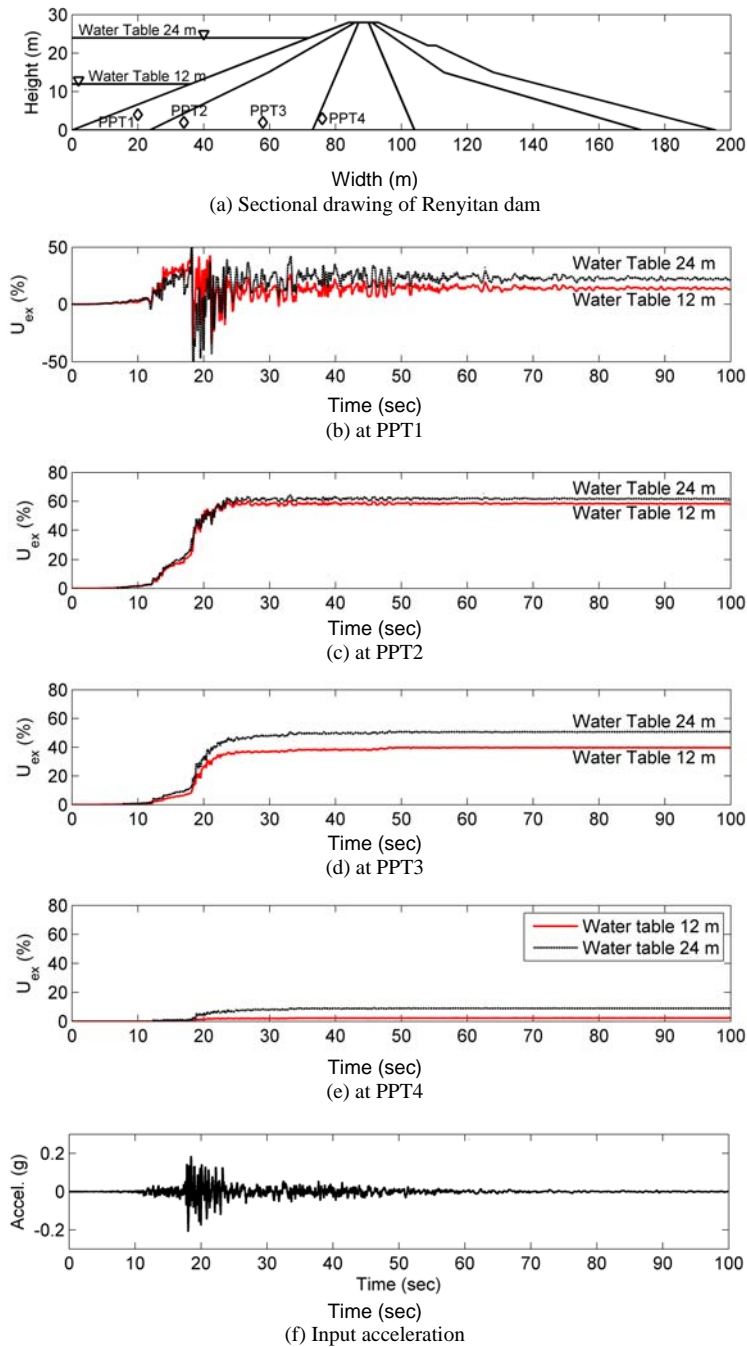 30
20
10
0
Height (m)
Water Table 24 m
Water Table 12 m
PPT1
PPT2
PPT3
PPT4
0 20 40 60 80 100 120 140 160 180 200
Width (m)
(a) Sectional drawing of Renyitan dam
50
0
-50
U_ex (%)
Water Table 24 m
Water Table 12 m
0 10 20 30 40 50 60 70 80 90 100
Time (sec)
(b) at PPT1
80
60
40
20
0
U_ex (%)
Water Table 24 m
Water Table 12 m
0 10 20 30 40 50 60 70 80 90 100
Time (sec)
(c) at PPT2
80
60
40
20
0
U_ex (%)
Water Table 24 m
Water Table 12 m
0 10 20 30 40 50 60 70 80 90 100
Time (sec)
(d) at PPT3
80
60
40
20
0
U_ex (%)
Water table 12 m
Water table 24 m
0 10 20 30 40 50 60 70 80 90 100
Time (sec)
(e) at PPT4
0.2
0
-0.2
Accel. (g)
0 10 20 30 40 50 60 70 80 90 100
Time (sec)
Time (sec)
(f) Input acceleration